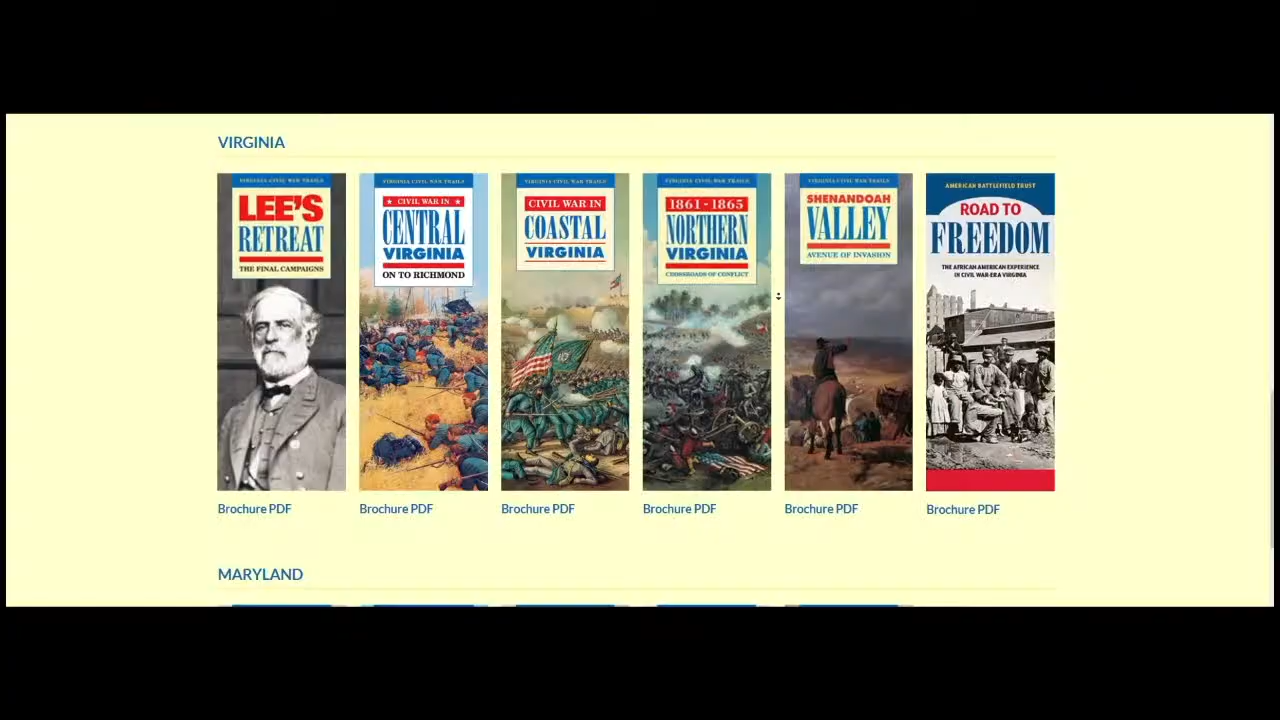 VIRGINIA
VIRGINIA CIVIL WAR TRAILS
LEE'S
RETREAT
THE FINAL CAMPAIGNS
VIRGINIA CIVIL WAR TRAILS
★ CIVIL WAR IN ★
CENTRAL
VIRGINIA
ON TO RICHMOND
VIRGINIA CIVIL WAR TRAILS
CIVIL WAR IN
COASTAL
VIRGINIA
VIRGINIA CIVIL WAR TRAILS
1861-1865
NORTHERN
VIRGINIA
CROSSROADS OF CONFLICT
VIRGINIA CIVIL WAR TRAILS
SHENANDOAH
VALLEY
AVENUE OF INVASION
AMERICAN BATTLEFIELD TRUST
ROAD TO
FREEDOM
THE AFRICAN AMERICAN EXPERIENCE
IN CIVIL WAR-ERA VIRGINIA
Brochure PDF
Brochure PDF
Brochure PDF
Brochure PDF
Brochure PDF
Brochure PDF
MARYLAND